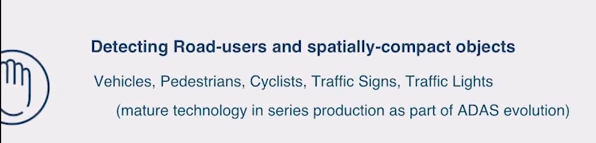 Detecting Road-users and spatially-compact objects
Vehicles, Pedestrians, Cyclists, Traffic Signs, Traffic Lights
(mature technology in series production as part of ADAS evolution)